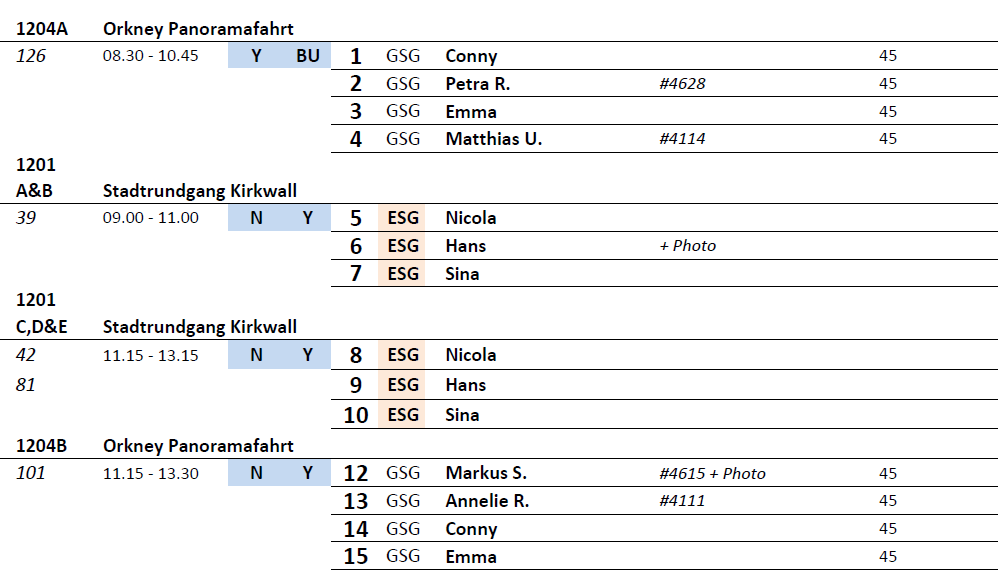 1204A Orkney Panoramafahrt
126 08.30 - 10.45 Y BU 1 GSG Conny 45
2 GSG Petra R. #4628 45
3 GSG Emma 45
4 GSG Matthias U. #4114 45
1201
A&B Stadtrundgang Kirkwall
39 09.00 - 11.00 N Y 5 ESG Nicola
6 ESG Hans + Photo
7 ESG Sina
1201
C,D&E Stadtrundgang Kirkwall
42 11.15 - 13.15 N Y 8 ESG Nicola
81 9 ESG Hans
10 ESG Sina
1204B Orkney Panoramafahrt
101 11.15 - 13.30 N Y 12 GSG Markus S. #4615 + Photo 45
13 GSG Annelie R. #4111 45
14 GSG Conny 45
15 GSG Emma 45